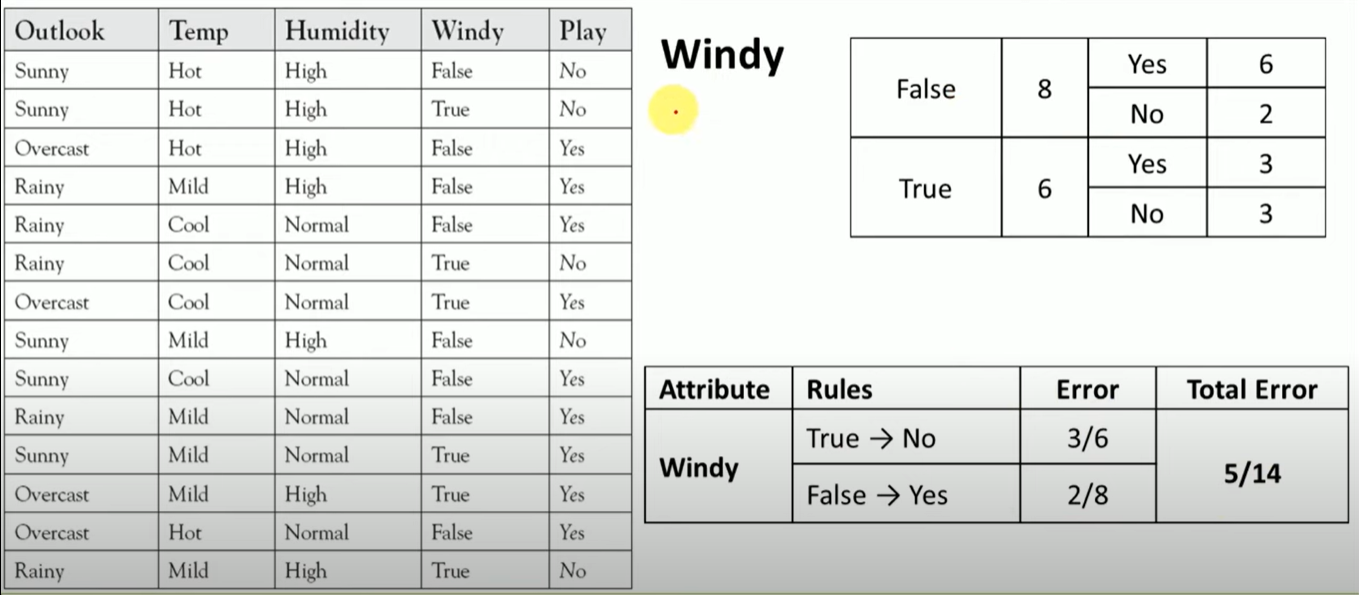 Outlook Temp Humidity Windy Play
Sunny Hot High False No
Sunny Hot High True No
Overcast Hot High False Yes
Rainy Mild High False Yes
Rainy Cool Normal False Yes
Rainy Cool Normal True No
Overcast Cool Normal True Yes
Sunny Mild High False No
Sunny Cool Normal False Yes
Rainy Mild Normal False Yes
Sunny Mild Normal True Yes
Overcast Mild High True Yes
Overcast Hot Normal False Yes
Rainy Mild High True No
Windy
False 8 Yes 6
No 2
True 6 Yes 3
No 3
Attribute Rules Error Total Error
Windy True → No 3/6 5/14
False → Yes 2/8